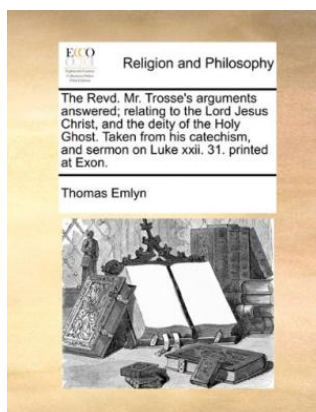 ECCO
Religion and Philosophy
The Revd. Mr. Trosse's arguments
answered; relating to the Lord Jesus
Christ, and the deity of the Holy
Ghost. Taken from his catechism,
and sermon on Luke xxii. 31. printed
at Exon.
Thomas Emlyn